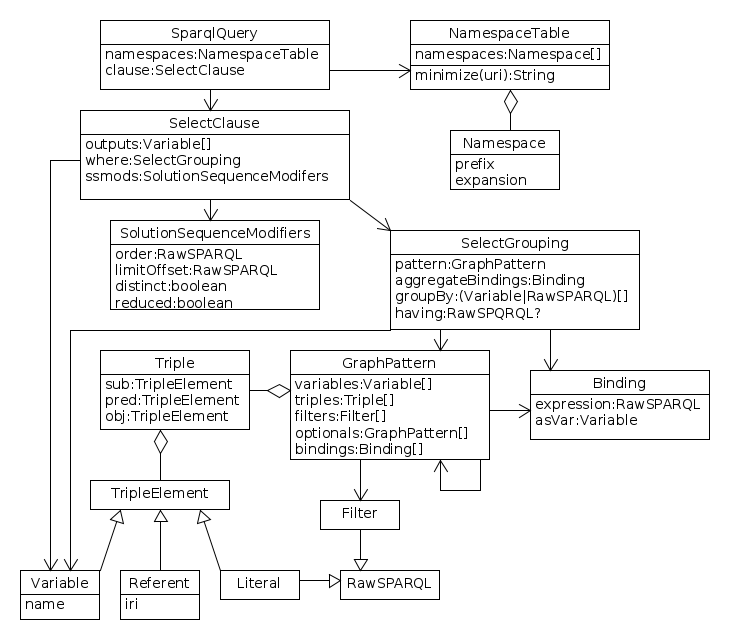 SparqlQuery
namespaces:NamespaceTable
clause:SelectClause
NamespaceTable
namespaces:Namespace[]
minimize(uri):String
SelectClause
outputs:Variable[]
where:SelectGrouping
ssmods:SolutionSequenceModifers
Namespace
prefix
expansion
SolutionSequenceModifiers
order:RawSPARQL
limitOffset:RawSPARQL
distinct:boolean
reduced:boolean
SelectGrouping
pattern:GraphPattern
aggregateBindings:Binding
groupBy:(Variable|RawSPARQL)[]
having:RawSPQRQL?
Triple
sub:TripleElement
pred:TripleElement
obj:TripleElement
GraphPattern
variables:Variable[]
triples:Triple[]
filters:Filter[]
optionals:GraphPattern[]
bindings:Binding[]
Binding
expression:RawSPARQL
asVar:Variable
TripleElement
Filter
Variable
name
Referent
iri
Literal
RawSPARQL